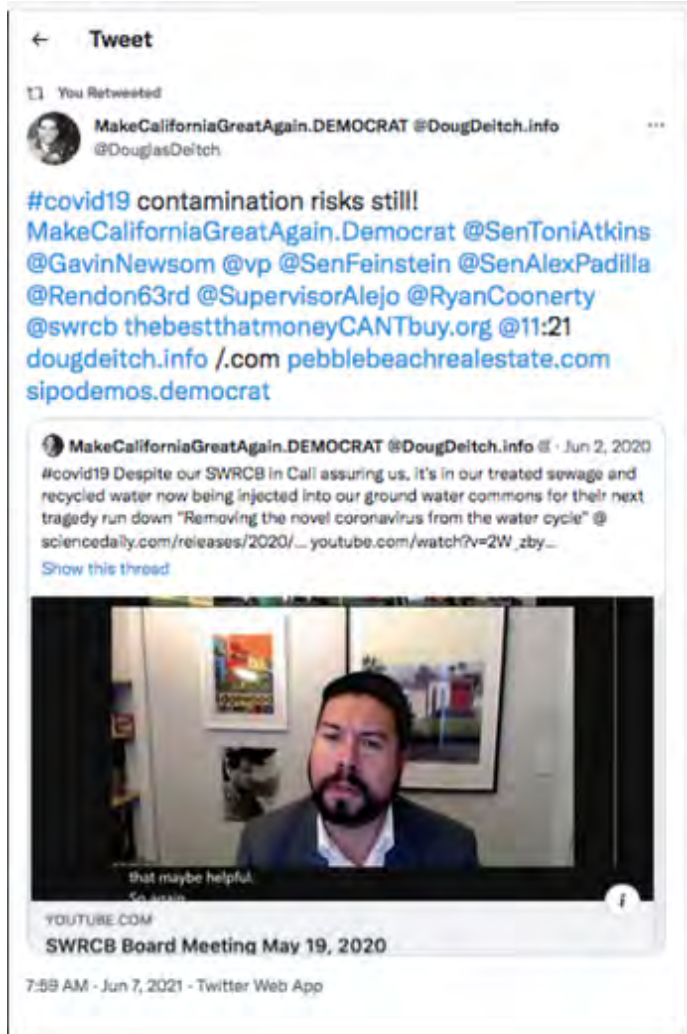 ← Tweet
You Retweeted
MakeCaliforniaGreatAgain.DEMOCRAT @DougDeitch.info
@DouglasDeitch
#covid19 contamination risks still!
MakeCaliforniaGreatAgain.Democrat @SenToniAtkins
@GavinNewsom @vp @SenFeinstein @SenAlexPadilla
@Rendon63rd @SupervisorAlejo @RyanCoonerty
@swrcb thebestthatmoneyCANTbuy.org @11:21
dougdeitch.info /.com pebblebeachrealestate.com
sipodemos.democrat
MakeCaliforniaGreatAgain.DEMOCRAT @DougDeitch.info · Jun 2, 2020
#covid19 Despite our SWRCB in Cali assuring us, it's in our treated sewage and
recycled water now being injected into our ground water commons for their next
tragedy run down "Removing the novel coronavirus from the water cycle" @
sciencedaily.com/releases/2020/... youtube.com/watch?v=2W_zby...
Show this thread
that maybe helpful.
So again
YOUTUBE.COM
SWRCB Board Meeting May 19, 2020
7:59 AM · Jun 7, 2021 · Twitter Web App